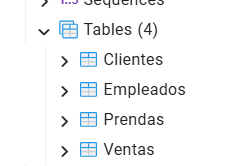 Sequences
Tables (4)
Clientes
Empleados
Prendas
Ventas